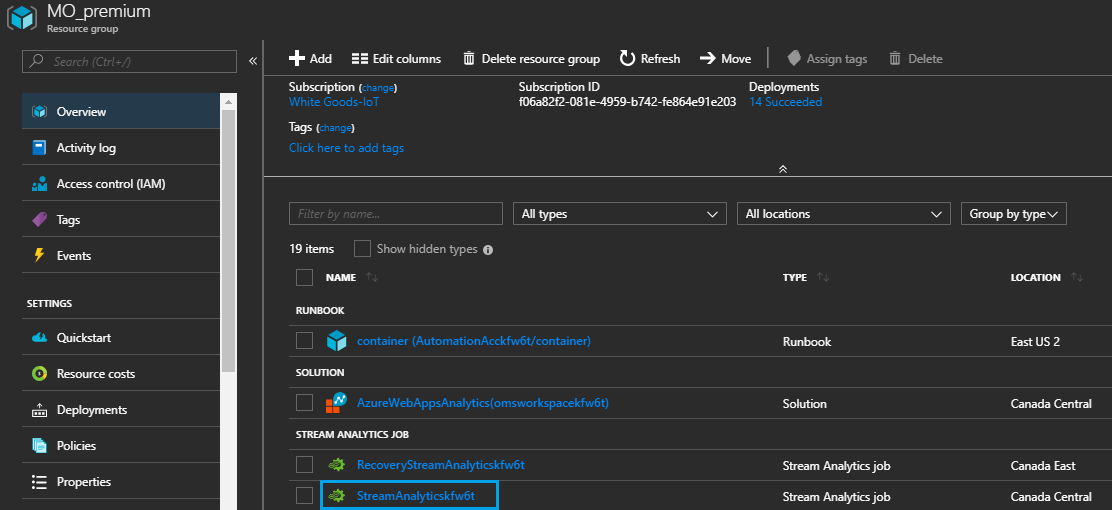 MO_premium
Resource group
Search (Ctrl+/)
«
Overview
Activity log
Access control (IAM)
Tags
Events
SETTINGS
Quickstart
Resource costs
Deployments
Policies
Properties
Add Edit columns Delete resource group Refresh Move Assign tags Delete
Subscription (change) Subscription ID Deployments
White Goods-IoT f06a82f2-081e-4959-b742-fe864e91e203 14 Succeeded
Tags (change)
Click here to add tags
Filter by name... All types All locations Group by type
19 items Show hidden types
NAME TYPE LOCATION
RUNBOOK
container (AutomationAcckfw6t/container) Runbook East US 2
SOLUTION
AzureWebAppsAnalytics(omsworkspacekfw6t) Solution Canada Central
STREAM ANALYTICS JOB
RecoveryStreamAnalyticskfw6t Stream Analytics job Canada East
StreamAnalyticskfw6t Stream Analytics job Canada Central